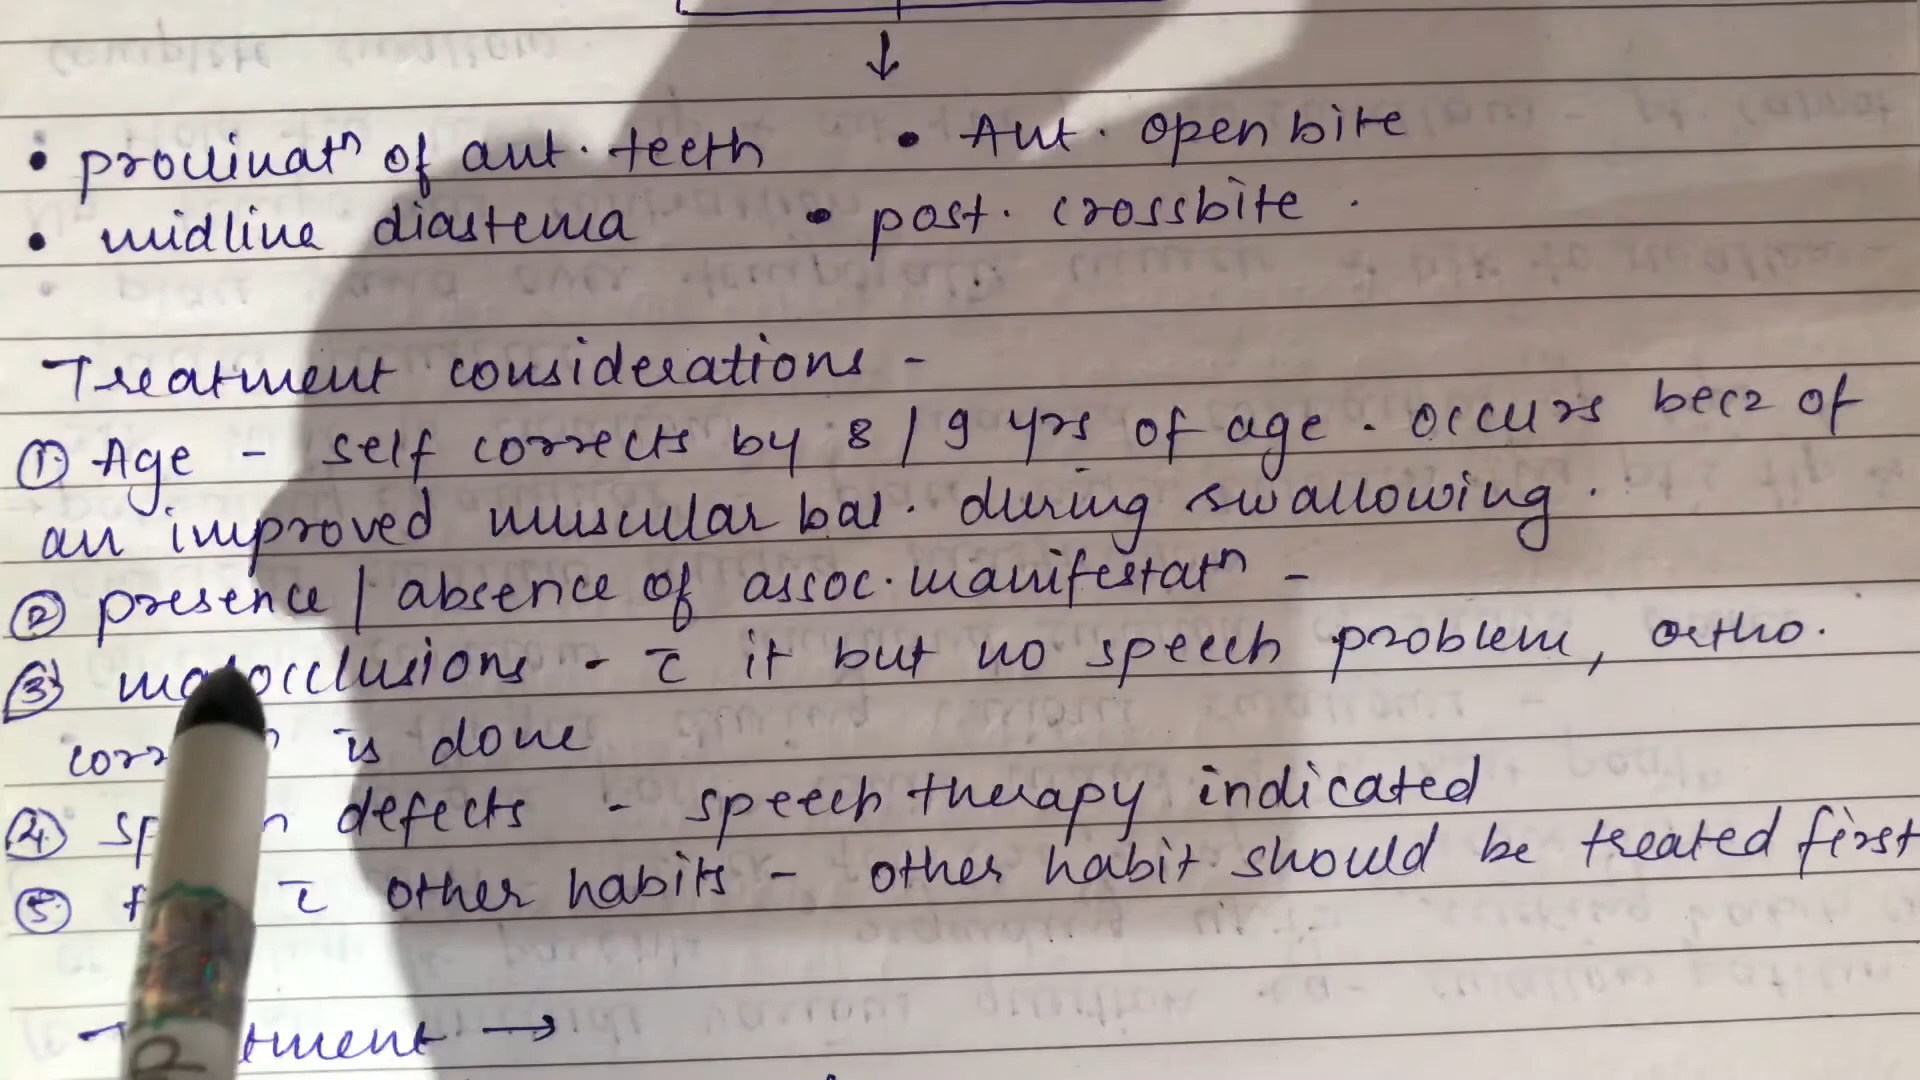 • proclinatⁿ of ant. teeth • Ant. open bite
• midline diastema • post. crossbite.
Treatment considerations -
① Age - self corrects by 8 / 9 yrs of age. occurs becz of
an improved muscular bal. during swallowing.
② presence / absence of assoc. manifestatⁿ -
③ malocclusions - c̄ it but no speech problem, ortho.
is done
④ defects - speech therapy indicated
⑤ c̄ other habits - other habit should be treated first
Treatment →